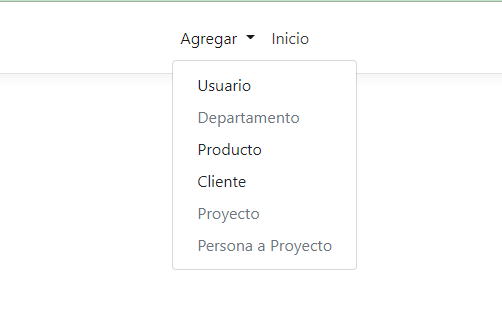 Agregar Inicio
Usuario
Departamento
Producto
Cliente
Proyecto
Persona a Proyecto